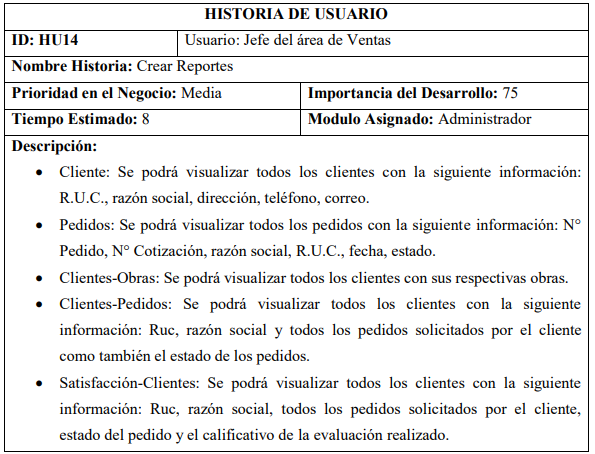 HISTORIA DE USUARIO
ID: HU14 Usuario: Jefe del área de Ventas
Nombre Historia: Crear Reportes
Prioridad en el Negocio: Media Importancia del Desarrollo: 75
Tiempo Estimado: 8 Modulo Asignado: Administrador
Descripción:
• Cliente: Se podrá visualizar todos los clientes con la siguiente información:
R.U.C., razón social, dirección, teléfono, correo.
• Pedidos: Se podrá visualizar todos los pedidos con la siguiente información: N°
Pedido, N° Cotización, razón social, R.U.C., fecha, estado.
• Clientes-Obras: Se podrá visualizar todos los clientes con sus respectivas obras.
• Clientes-Pedidos: Se podrá visualizar todos los clientes con la siguiente
información: Ruc, razón social y todos los pedidos solicitados por el cliente
como también el estado de los pedidos.
• Satisfacción-Clientes: Se podrá visualizar todos los clientes con la siguiente
información: Ruc, razón social, todos los pedidos solicitados por el cliente,
estado del pedido y el calificativo de la evaluación realizado.